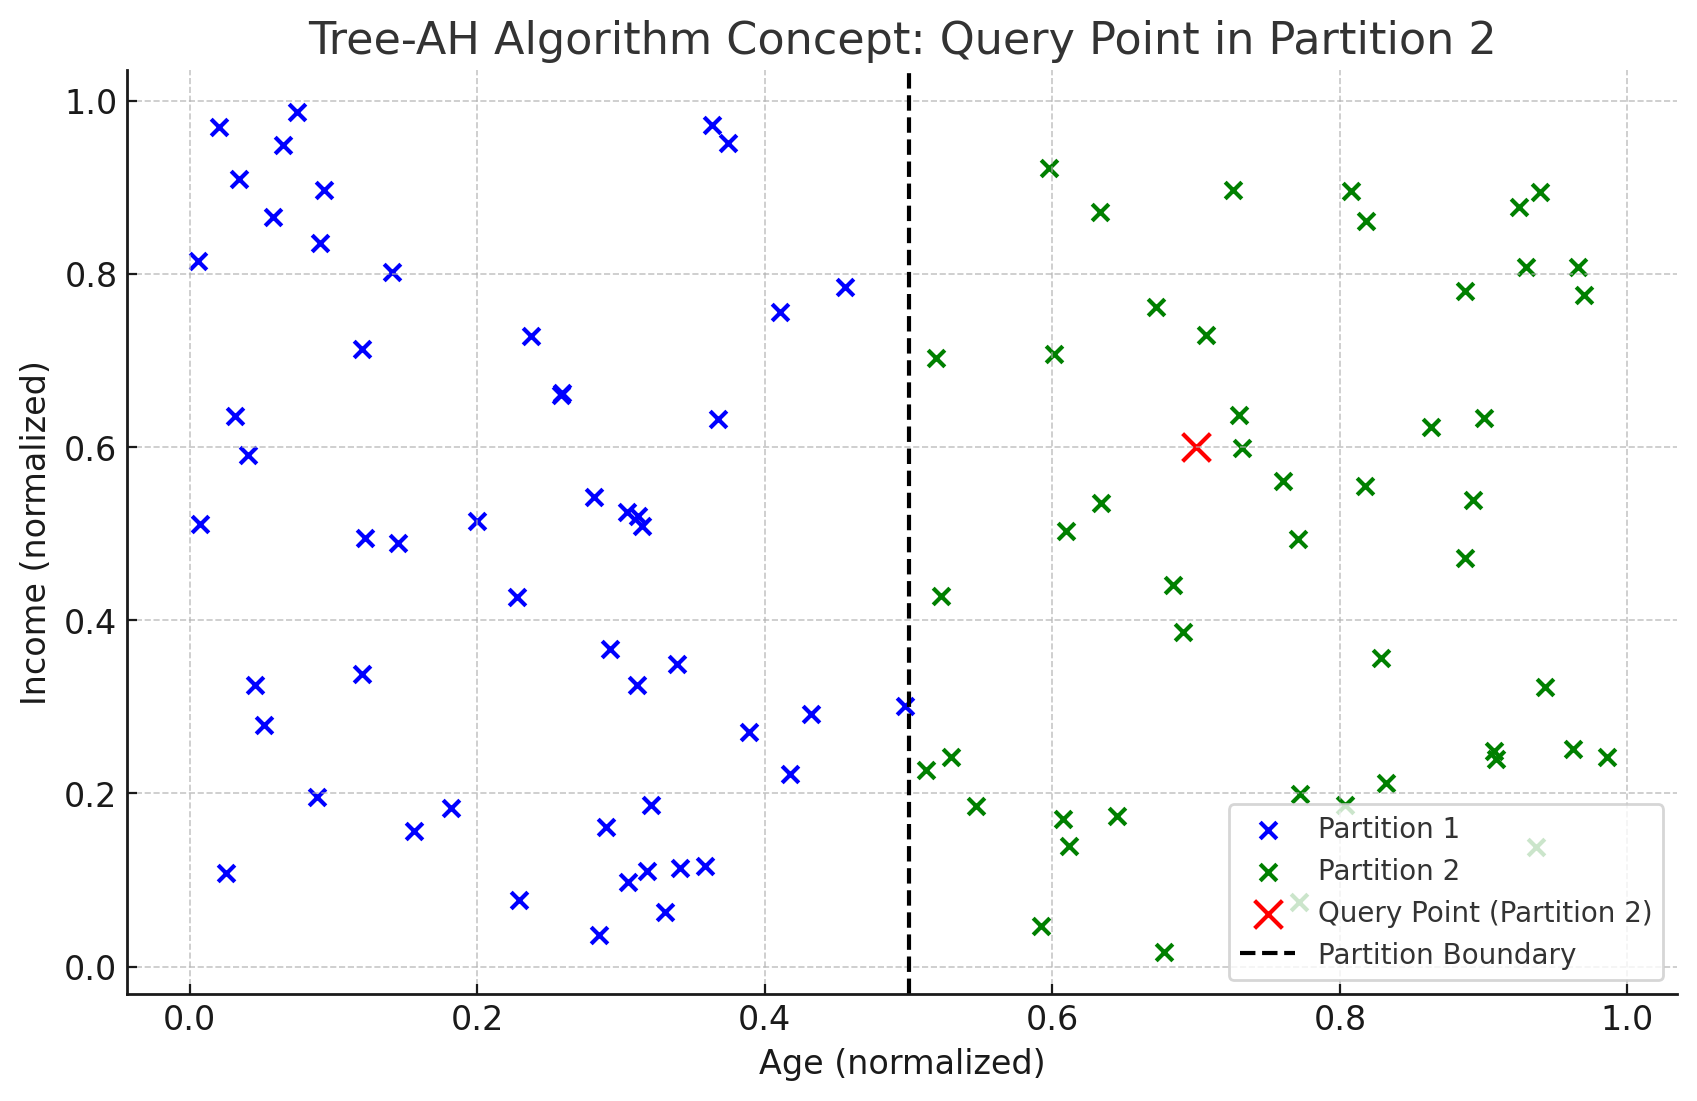 Tree-AH Algorithm Concept: Query Point in Partition 2
Income (normalized)
1.0
0.8
0.6
0.4
0.2
0.0
0.0 0.2 0.4 0.6 0.8 1.0
Age (normalized)
Partition 1
Partition 2
Query Point (Partition 2)
Partition Boundary